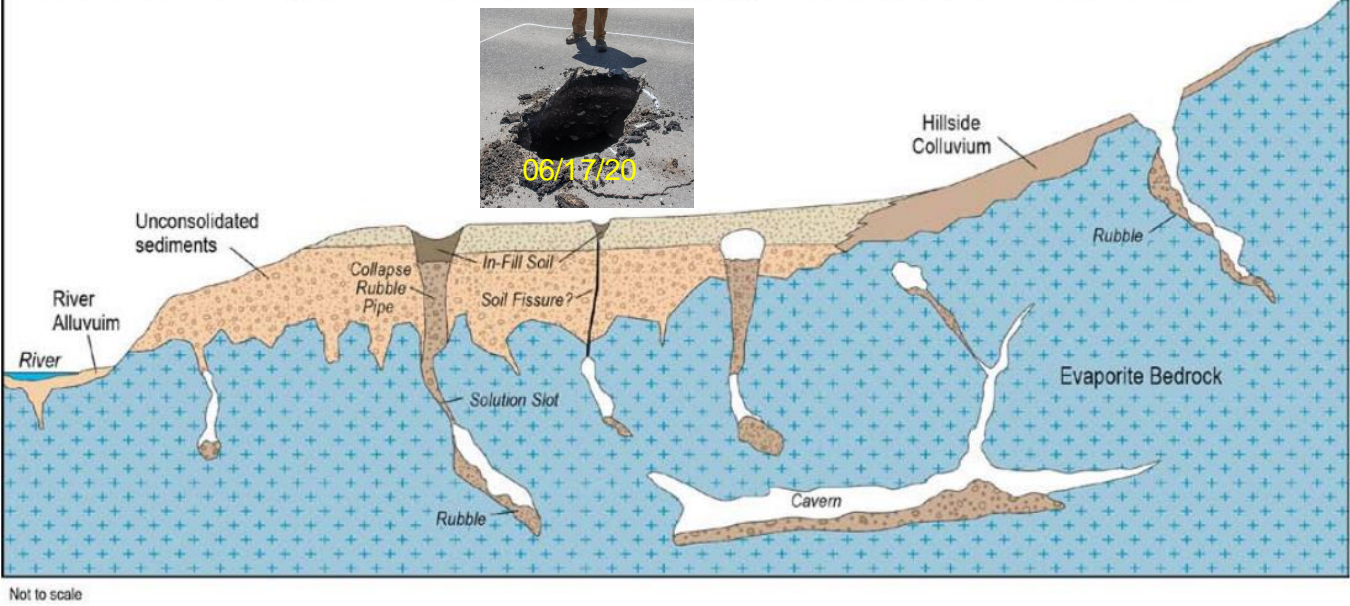 06/17/20
Hillside
Colluvium
Unconsolidated
sediments
Rubble
In-Fill Soil
Collapse
Rubble
Pipe
Soil Fissure?
River
Alluvuim
River
Evaporite Bedrock
Solution Slot
Cavern
Rubble
Not to scale